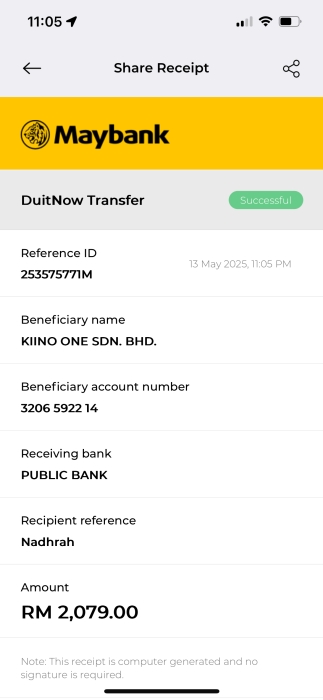 11:05
Share Receipt
Maybank
DuitNow Transfer
Successful
Reference ID
253575771M
13 May 2025, 11:05 PM
Beneficiary name
KIINO ONE SDN. BHD.
Beneficiary account number
3206 5922 14
Receiving bank
PUBLIC BANK
Recipient reference
Nadhrah
Amount
RM 2,079.00
Note: This receipt is computer generated and no
signature is required.